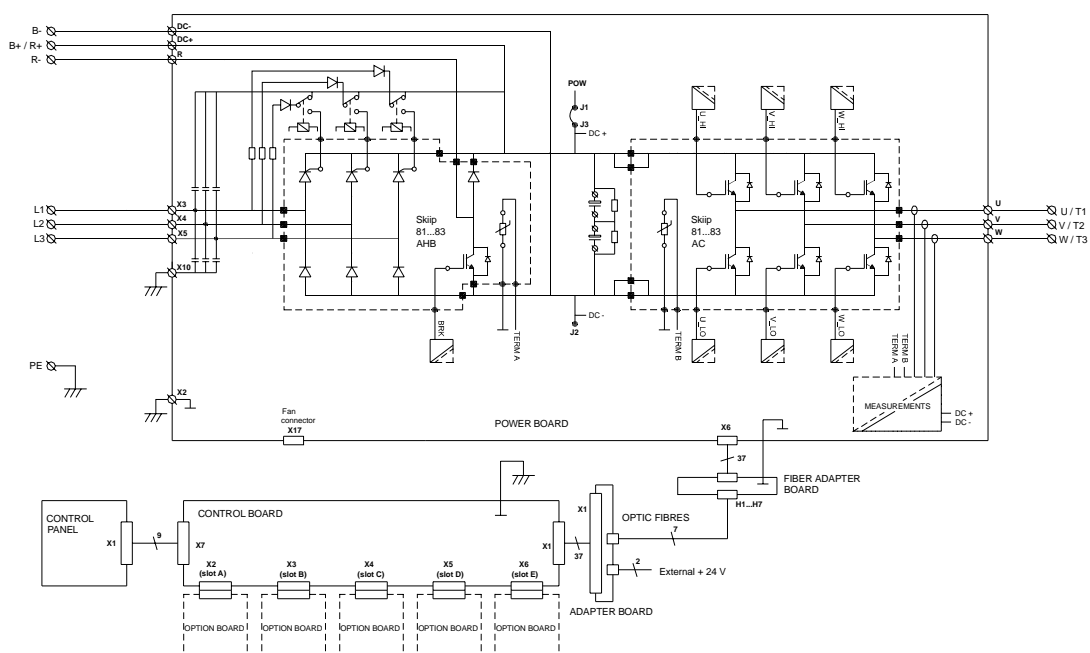 B-
DC-
B+ / R+
DC+
R-
R
POW
J1
J3
DC +
U_HI
V_HI
W_HI
L1
X3
L2
X4
L3
X5
X10
Skiip
81...83
AHB
Skiip
81...83
AC
U
U / T1
V
V / T2
W
W / T3
BRK
TERM A
DC -
J2
TERM B
U_LO
V_LO
W_LO
TERM A
TERM B
PE
X2
MEASUREMENTS
DC +
DC -
Fan
connector
X17
POWER BOARD
X6
37
FIBER ADAPTER
BOARD
H1...H7
CONTROL
PANEL
X1
9
X7
CONTROL BOARD
X1
37
X1
OPTIC FIBRES
7
2
External + 24 V
ADAPTER BOARD
X2
(slot A)
X3
(slot B)
X4
(slot C)
X5
(slot D)
X6
(slot E)
OPTION BOARD
OPTION BOARD
OPTION BOARD
OPTION BOARD
OPTION BOARD